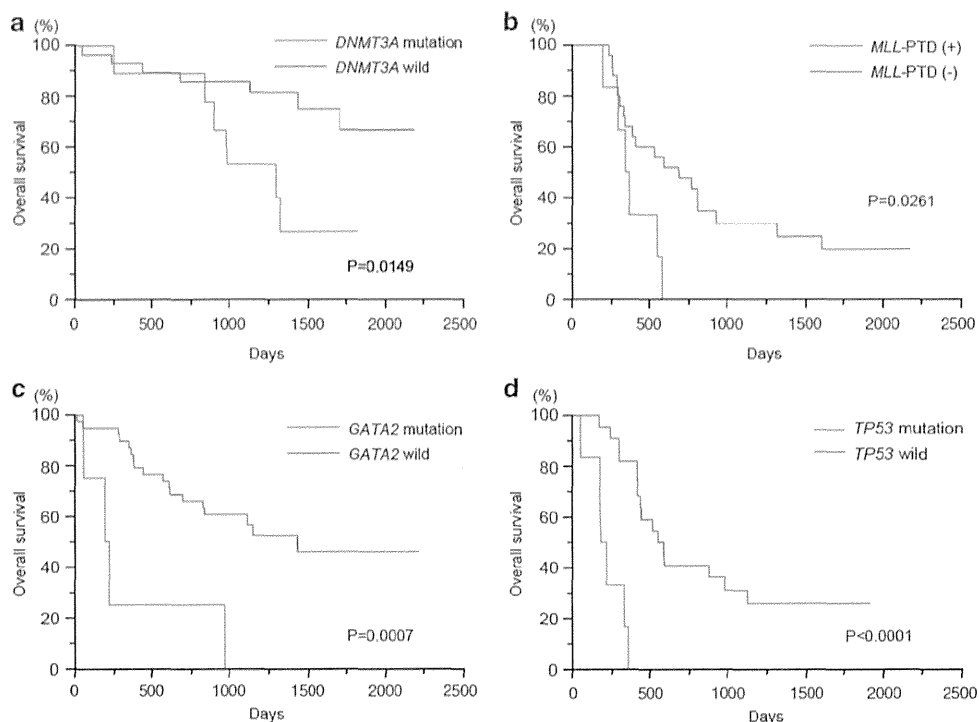 a
(%)
100
80
60
40
20
0
Overall survival
DNMT3A mutation
DNMT3A wild
P=0.0149
0 500 1000 1500 2000 2500
Days
b
(%)
100
80
60
40
20
0
Overall survival
MLL-PTD (+)
MLL-PTD (-)
P=0.0261
0 500 1000 1500 2000 2500
Days
c
(%)
100
80
60
40
20
0
Overall survival
GATA2 mutation
GATA2 wild
P=0.0007
0 500 1000 1500 2000 2500
Days
d
(%)
100
80
60
40
20
0
Overall survival
TP53 mutation
TP53 wild
P<0.0001
0 500 1000 1500 2000 2500
Days